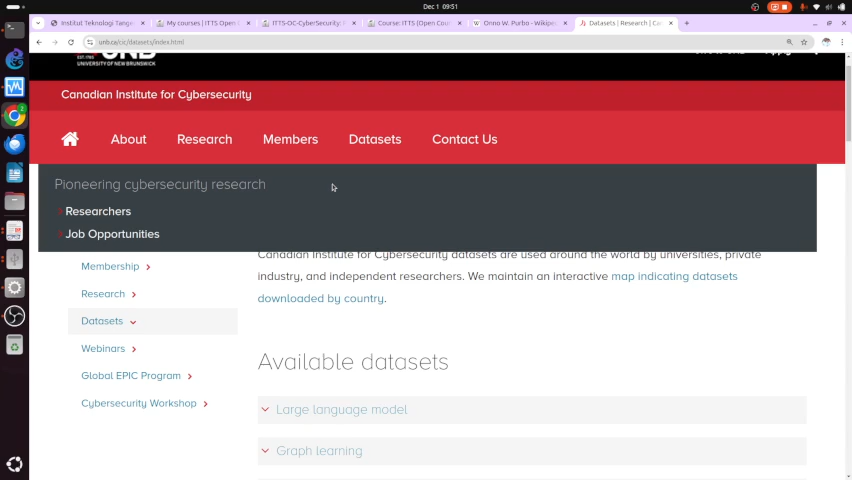 Dec 1 09:51
Institut Teknologi Tange
My courses | ITTS Open
ITTS-OC-CyberSecurity:
Course: ITTS (Open Cou
Onno W. Purbo - Wikipe
Datasets | Research | Can
unb.ca/cic/datasets/index.html
UNIVERSITY OF NEW BRUNSWICK
Canadian Institute for Cybersecurity
About Research Members Datasets Contact Us
Pioneering cybersecurity research
Researchers
Job Opportunities
Canadian Institute for Cybersecurity datasets are used around the world by universities, private
industry, and independent researchers. We maintain an interactive map indicating datasets
downloaded by country.
Membership
Research
Datasets
Webinars
Global EPIC Program
Cybersecurity Workshop
Available datasets
Large language model
Graph learning